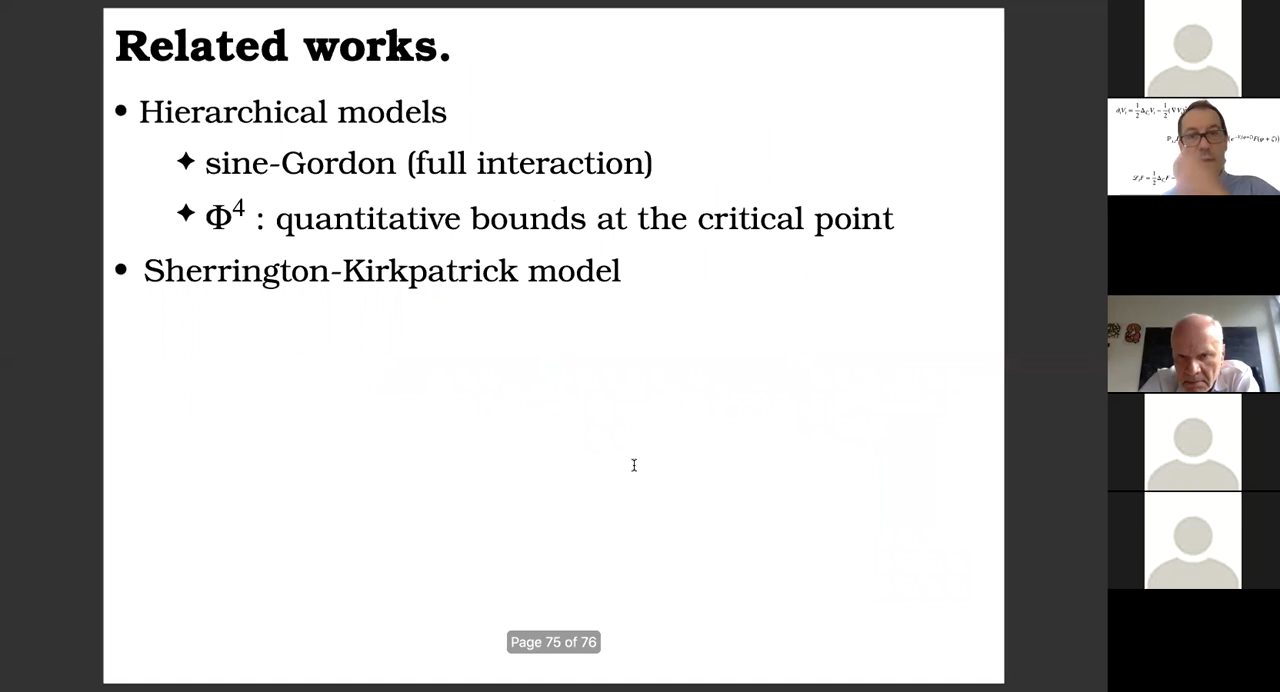 Related works.
• Hierarchical models
✦ sine-Gordon (full interaction)
✦ Φ⁴ : quantitative bounds at the critical point
• Sherrington-Kirkpatrick model
Page 75 of 76